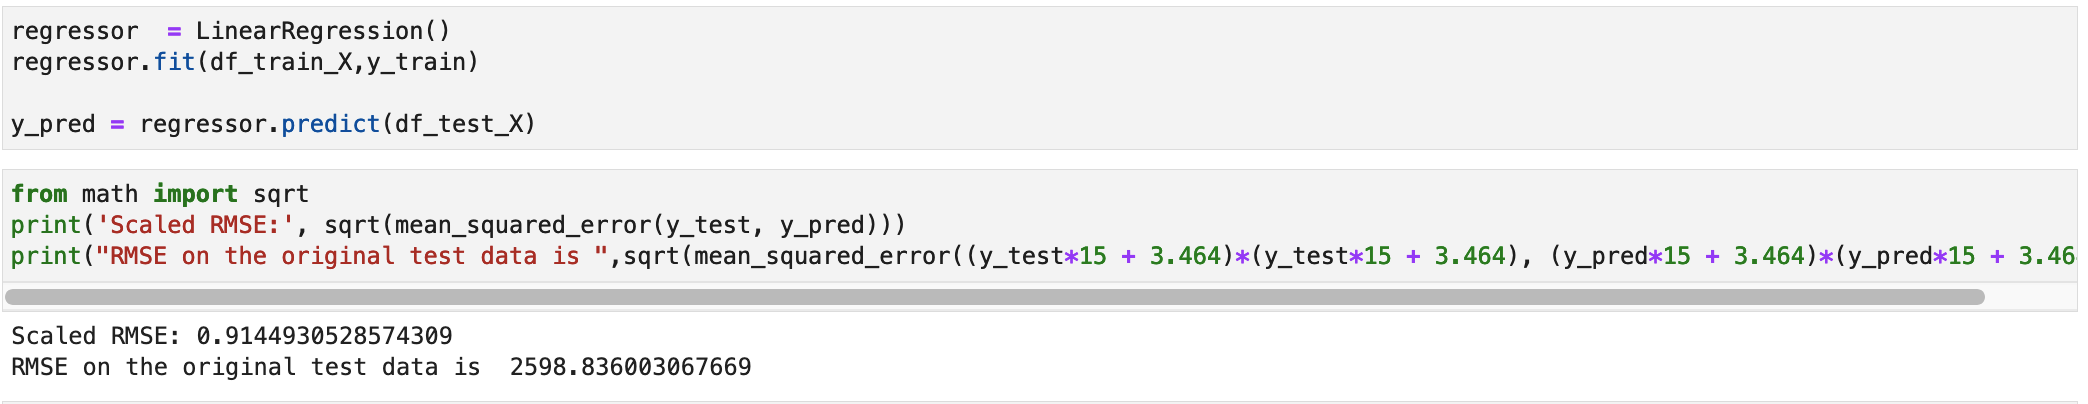 regressor  = LinearRegression()
regressor.fit(df_train_X,y_train)
y_pred = regressor.predict(df_test_X)
from math import sqrt
print('Scaled RMSE:', sqrt(mean_squared_error(y_test, y_pred)))
print("RMSE on the original test data is ",sqrt(mean_squared_error((y_test*15 + 3.464)*(y_test*15 + 3.464), (y_pred*15 + 3.464)*(y_pred*15 + 3.46
Scaled RMSE: 0.9144930528574309
RMSE on the original test data is  2598.836003067669